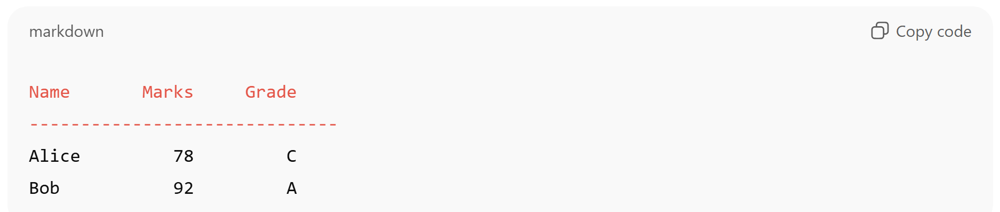 markdown
Copy code
Name       Marks     Grade
------------------------------
Alice         78         C
Bob           92         A